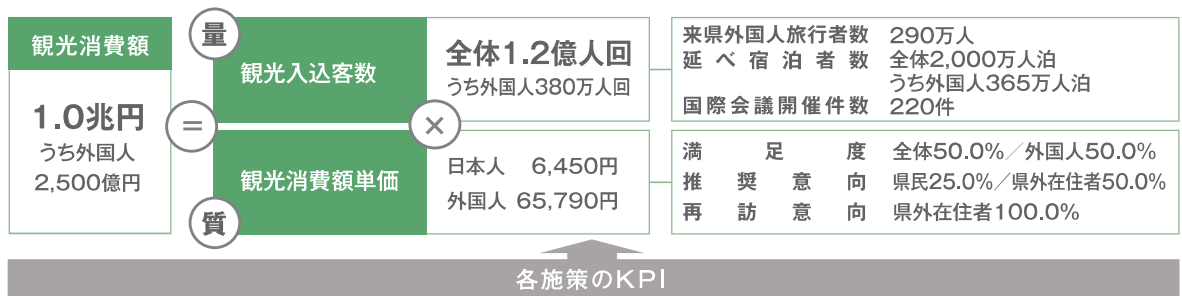 観光消費額
1.0兆円
うち外国人
2,500億円
=
量
観光入込客数
全体1.2億人回
うち外国人380万人回
×
観光消費額単価
質
日本人 6,450円
外国人 65,790円
来県外国人旅行者数 290万人
延べ宿泊者数 全体2,000万人泊
うち外国人365万人泊
国際会議開催件数 220件
満足度 全体50.0%／外国人50.0%
推奨意向 県民25.0%／県外在住者50.0%
再訪意向 県外在住者100.0%
各施策のKPI